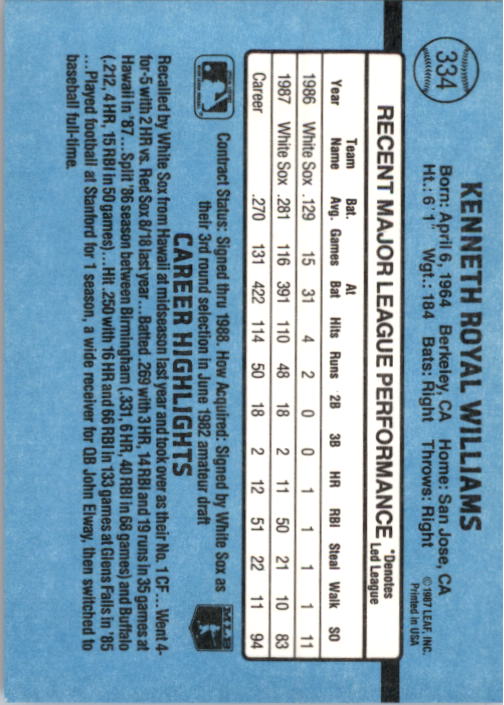 334
KENNETH ROYAL WILLIAMS
Born: April 6, 1964 Berkeley, CA Home: San Jose, CA
Ht.: 6' 1" Wgt.: 184 Bats: Right Throws: Right
© 1987 LEAF, INC.
Printed in USA
RECENT MAJOR LEAGUE PERFORMANCE
*Denotes
Led League
Year Team Name Bat. Avg. Games At Bat Hits Runs 2B 3B HR RBI Steal Walk SO
1986 White Sox .129 15 31 4 2 0 0 1 1 1 1 11
1987 White Sox .281 116 391 110 48 18 2 11 50 21 10 83
Career .270 131 422 114 50 18 2 12 51 22 11 94
Contract Status: Signed thru 1988. How Acquired: Signed by White Sox as
their 3rd round selection in June 1982 amateur draft
MLB
CAREER HIGHLIGHTS
Recalled by White Sox from Hawaii at midseason last year and took over as their No. 1 CF... Went 4-
for-5 with 2 HR vs. Red Sox 8/18 last year...Batted .269 with 3 HR, 14 RBI and 19 runs in 35 games at
Hawaii in '87.... Split '86 season between Birmingham (.331, 6 HR, 40 RBI in 68 games) and Buffalo
(.212, 4 HR, 15 RBI in 90 games)...Hit .250 with 16 HR and 66 RBI in 133 games at Glens Falls in '85
...Played football at Stanford for 1 season, a wide receiver for QB John Elway, then switched to
baseball full-time.